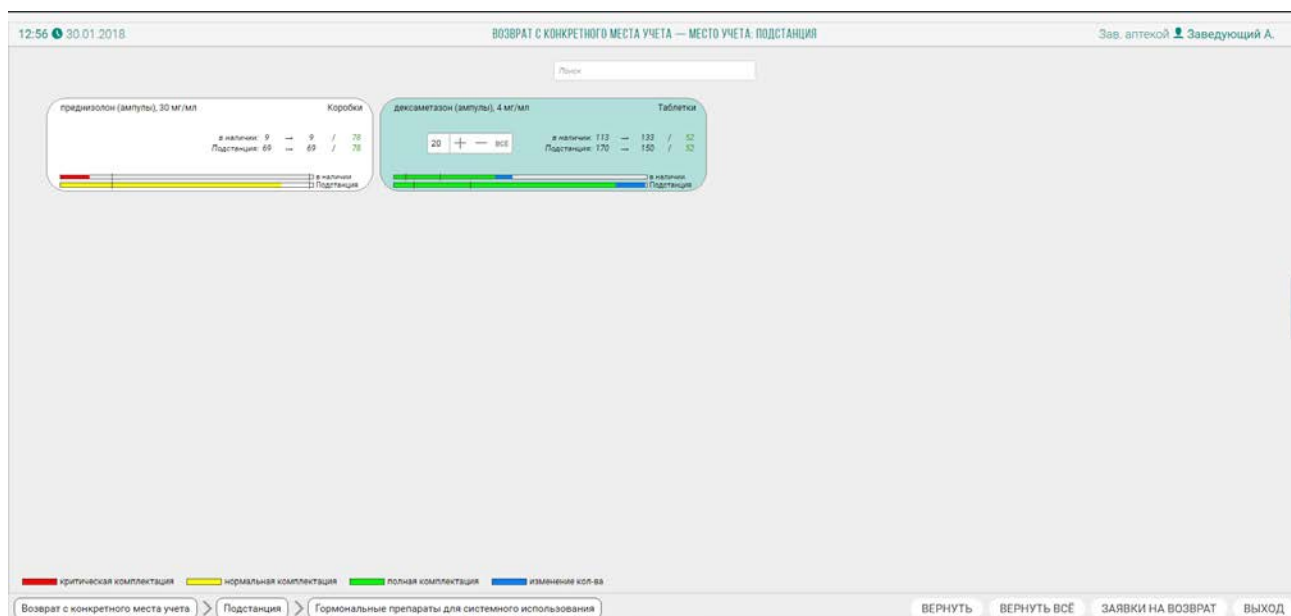 12:56 30.01.2018
ВОЗВРАТ С КОНКРЕТНОГО МЕСТА УЧЕТА — МЕСТО УЧЕТА: ПОДСТАНЦИЯ
Зав. аптекой Заведующий А.
Поиск
преднизолон (ампулы), 30 мг/мл Коробки
в наличии: 9 → 9 / 78
Подстанция: 69 → 69 / 78
в наличии
Подстанция
дексаметазон (ампулы), 4 мг/мл Таблетки
20 + — ВСЕ
в наличии: 113 → 133 / 52
Подстанция: 170 → 150 / 52
в наличии
Подстанция
критическая комплектация нормальная комплектация полная комплектация изменение кол-ва
Возврат с конкретного места учета Подстанция Гормональные препараты для системного использования
ВЕРНУТЬ ВЕРНУТЬ ВСЁ ЗАЯВКИ НА ВОЗВРАТ ВЫХОД